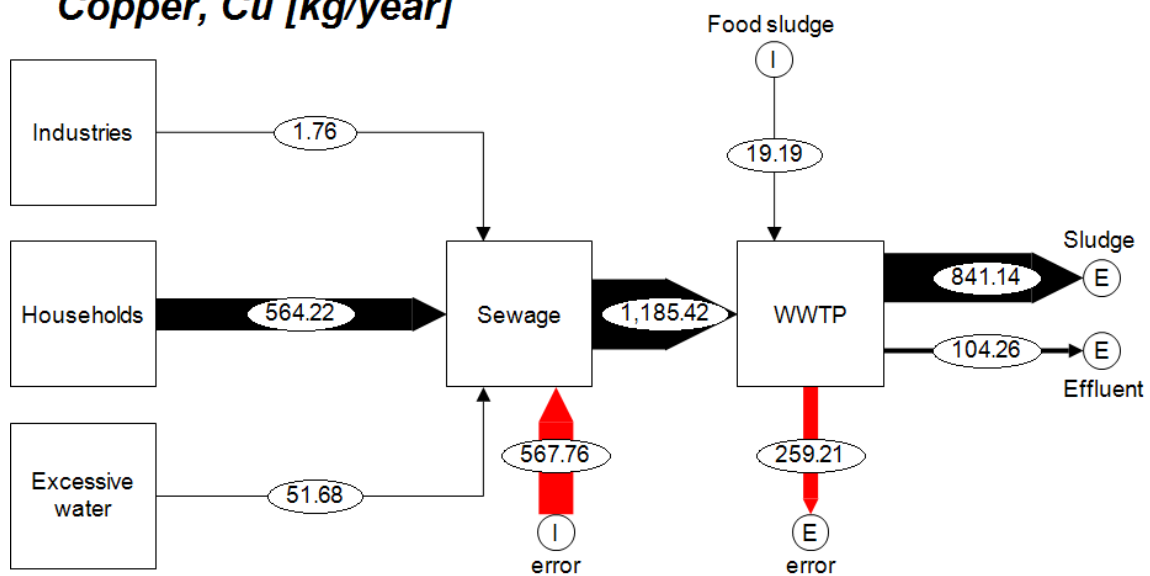 Copper, Cu [kg/year]
Food sludge
I
Industries
1.76
19.19
Sludge
Households
564.22
Sewage
1,185.42
WWTP
841.14
E
104.26
E
Effluent
Excessive
water
51.68
567.76
259.21
I
E
error
error